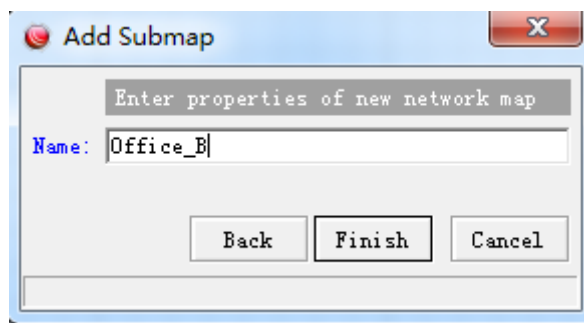 Add Submap
Enter properties of new network map
Name: Office_B
Back Finish Cancel